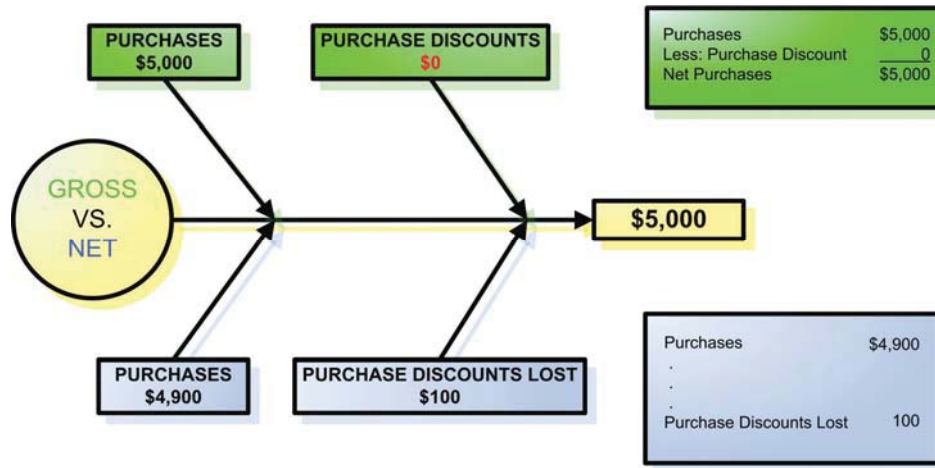 PURCHASES
$5,000
PURCHASE DISCOUNTS
$0
Purchases $5,000
Less: Purchase Discount 0
Net Purchases $5,000
GROSS
VS.
NET
$5,000
PURCHASES
$4,900
PURCHASE DISCOUNTS LOST
$100
Purchases $4,900
.
.
.
Purchase Discounts Lost 100